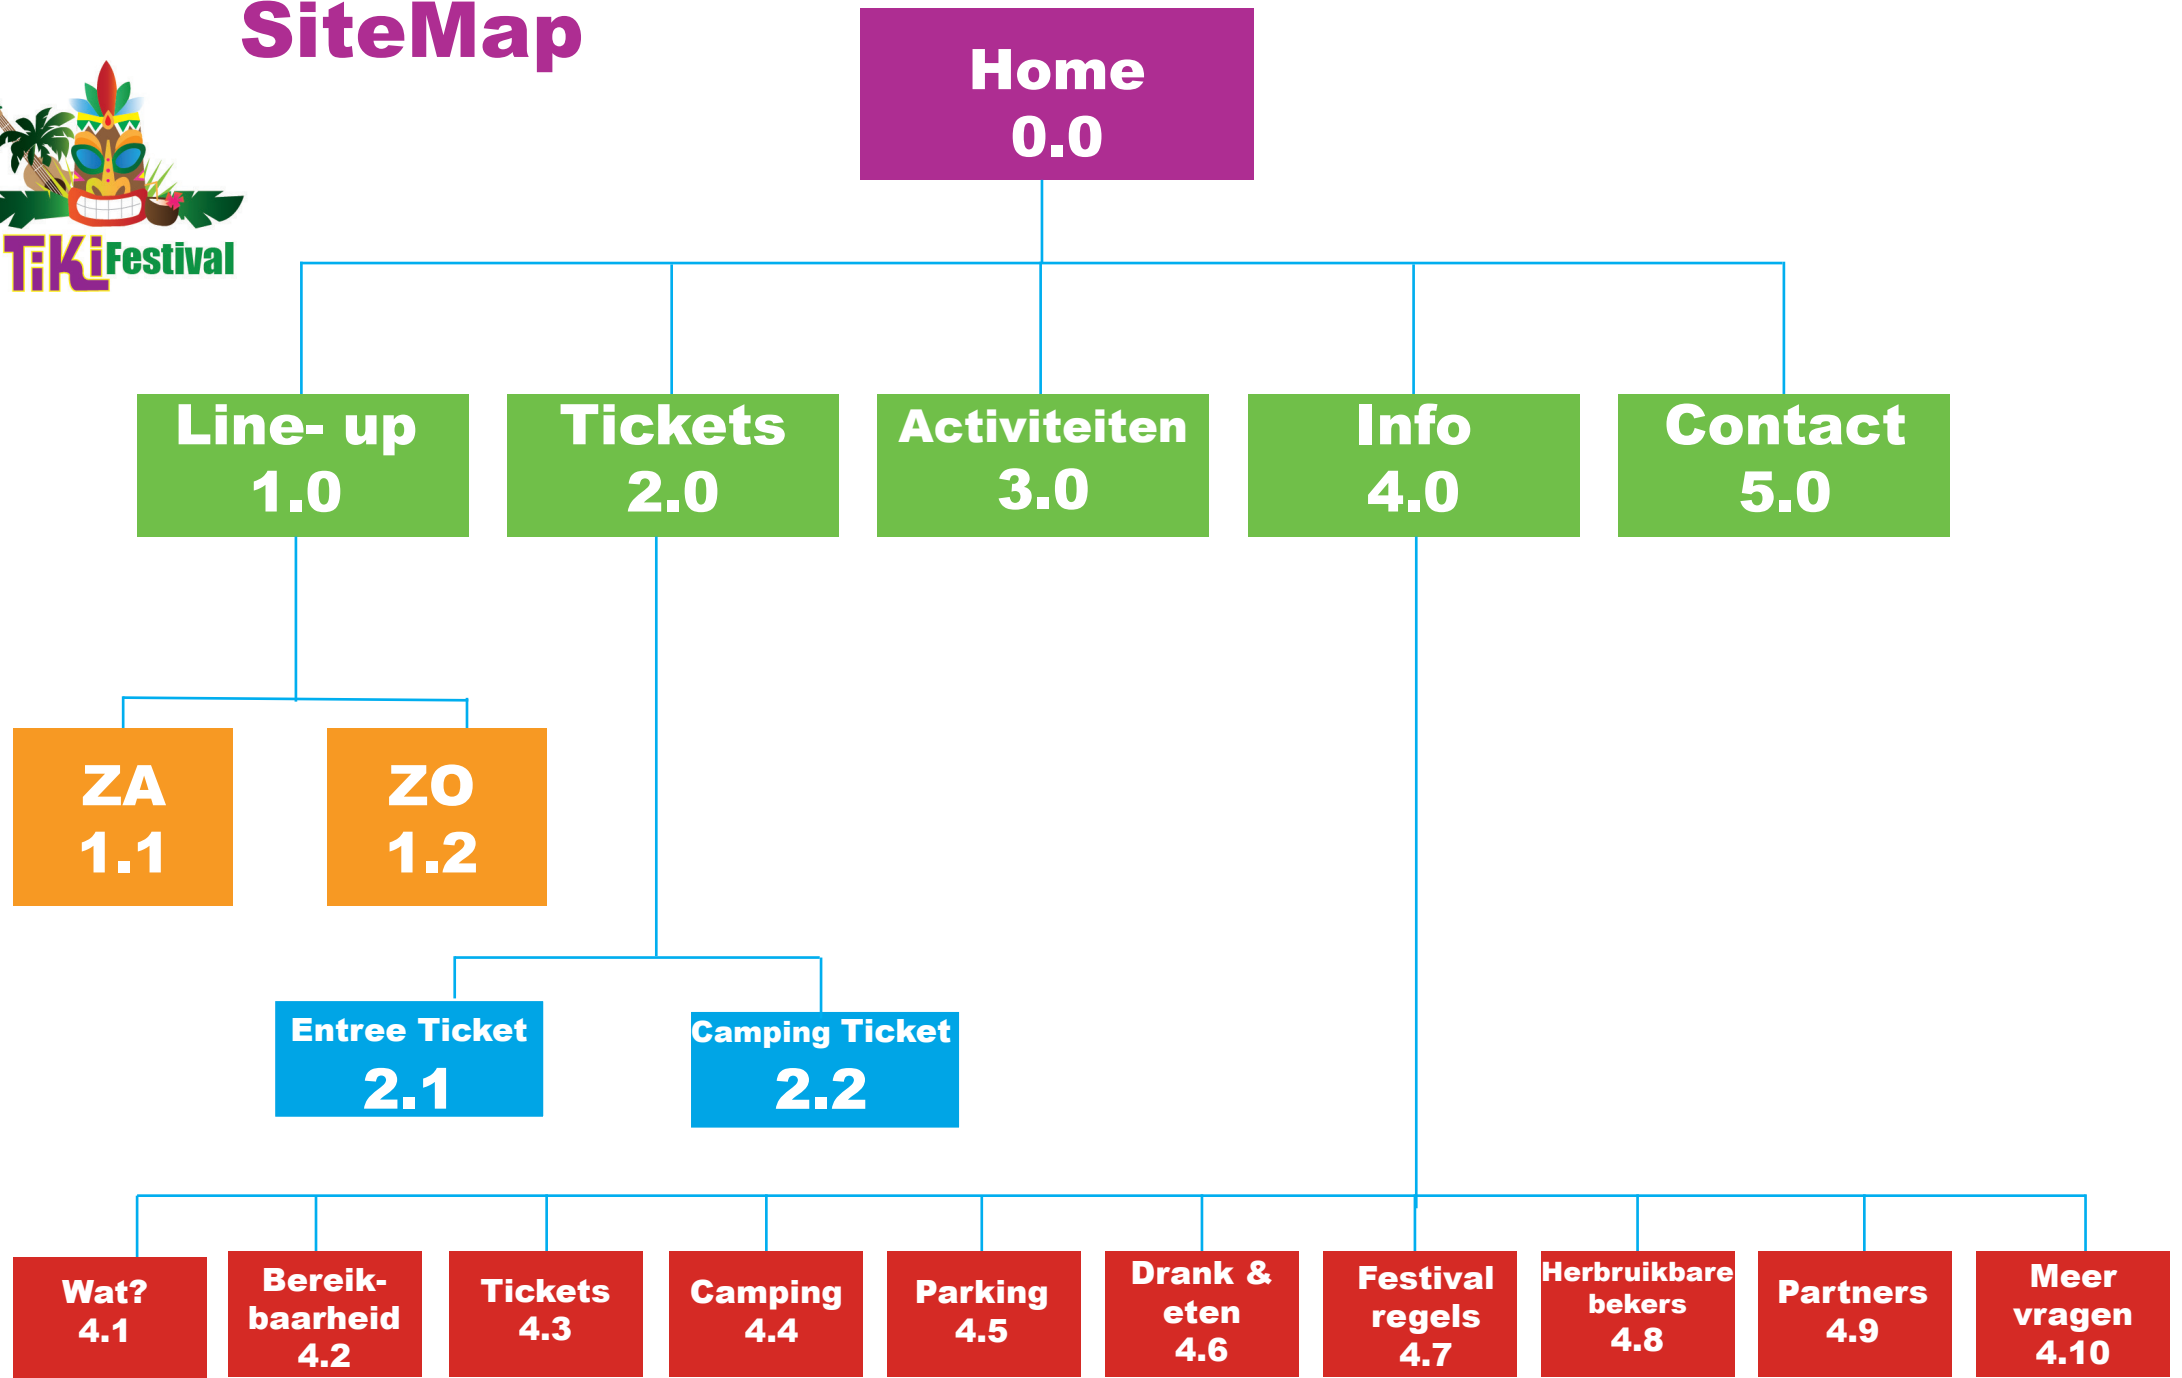 SiteMap
TiKi Festival
Home
0.0
Line- up
1.0
Tickets
2.0
Activiteiten
3.0
Info
4.0
Contact
5.0
ZA
1.1
ZO
1.2
Entree Ticket
2.1
Camping Ticket
2.2
Wat?
4.1
Bereik-
baarheid
4.2
Tickets
4.3
Camping
4.4
Parking
4.5
Drank &
eten
4.6
Festival
regels
4.7
Herbruikbare
bekers
4.8
Partners
4.9
Meer
vragen
4.10